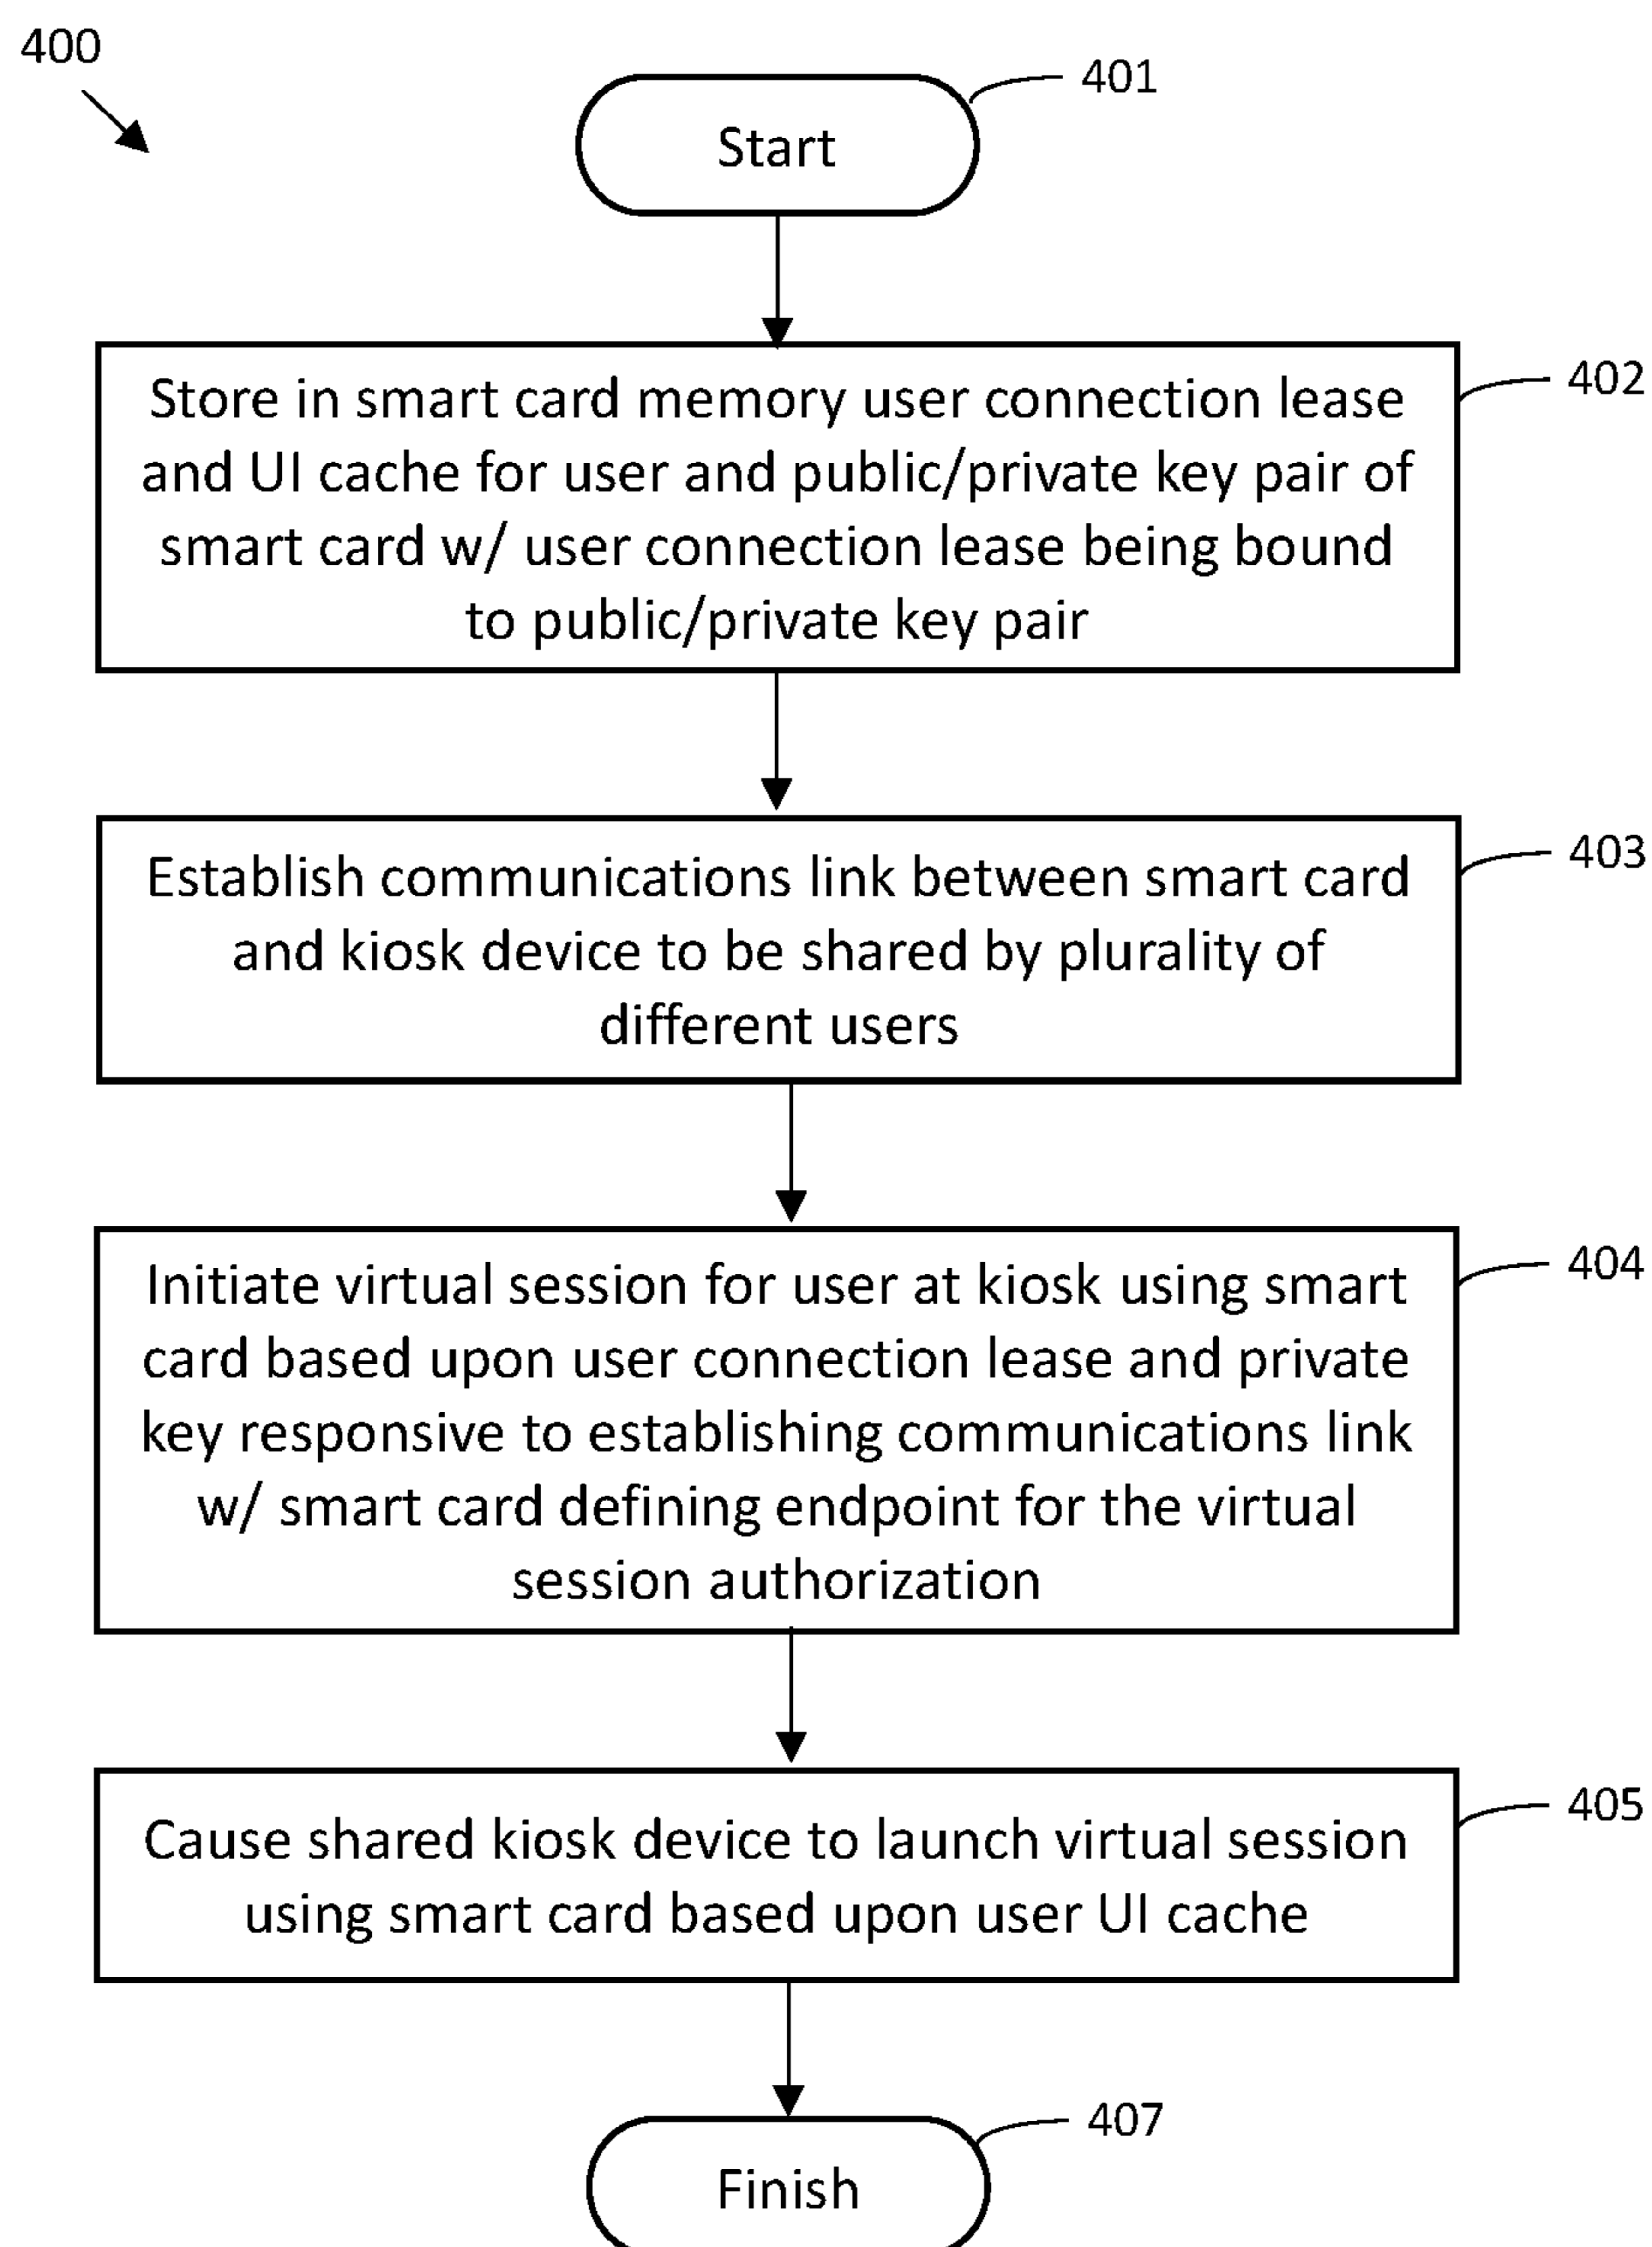 400
401
Start
402
Store in smart card memory user connection lease
and UI cache for user and public/private key pair of
smart card w/ user connection lease being bound
to public/private key pair
403
Establish communications link between smart card
and kiosk device to be shared by plurality of
different users
404
Initiate virtual session for user at kiosk using smart
card based upon user connection lease and private
key responsive to establishing communications link
w/ smart card defining endpoint for the virtual
session authorization
405
Cause shared kiosk device to launch virtual session
using smart card based upon user UI cache
407
Finish